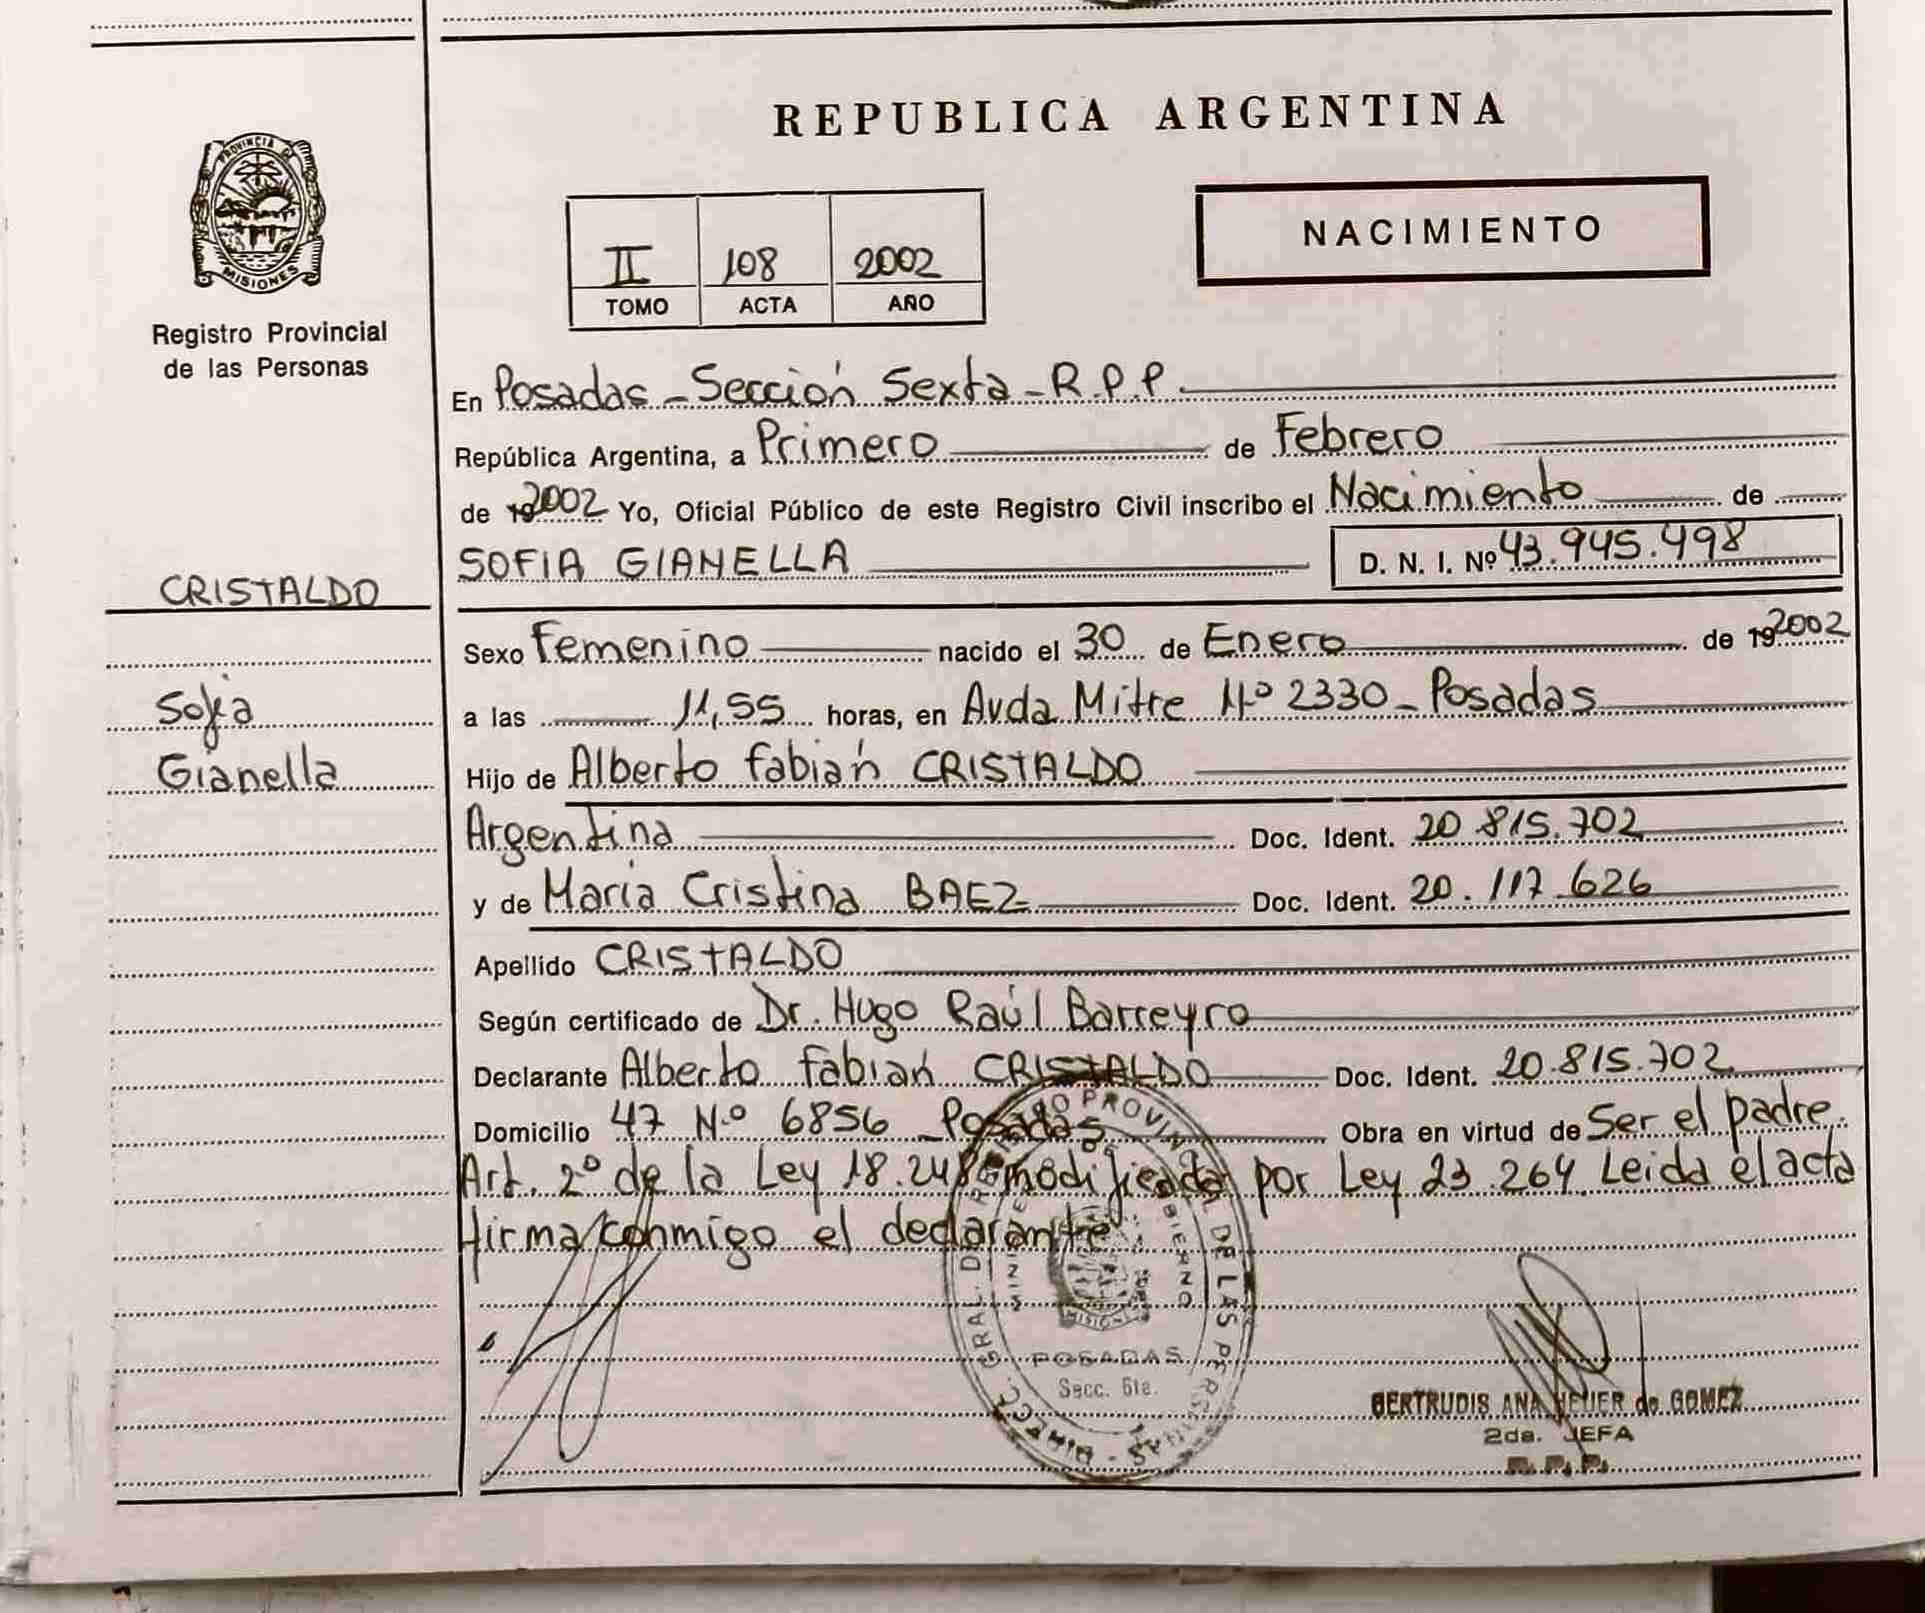 REPUBLICA ARGENTINA
PROVINCIA DE
MISIONES
Registro Provincial
de las Personas
II 108 2002
TOMO ACTA AÑO
NACIMIENTO
En Posadas - Sección Sexta - R.P.P.
República Argentina, a Primero de Febrero
de 192002 Yo, Oficial Público de este Registro Civil inscribo el Nacimiento de
SOFIA GIANELLA D. N. I. Nº 43.945.498
CRISTALDO
Sofia
Gianella
Sexo Femenino nacido el 30 de Enero de 192002
a las 11,55 horas, en Avda Mitre Nº 2330 - Posadas
Hijo de Alberto Fabián CRISTALDO
Argentina Doc. Ident. 20.815.702
y de María Cristina BAEZ Doc. Ident. 20.117.626
Apellido CRISTALDO
Según certificado de Dr. Hugo Raúl Barreyro
Declarante Alberto Fabián CRISTALDO Doc. Ident. 20.815.702
Domicilio 47 N.º 6856 - Posadas Obra en virtud de Ser el padre.
Art. 2º de la Ley 18.248 modificada por Ley 23.264. Leida el acta
firma conmigo el declarante
POSADAS
Secc. 6ta.
GERTRUDIS ANA HEUER de GOMEZ
2da. JEFA
R.P.P.